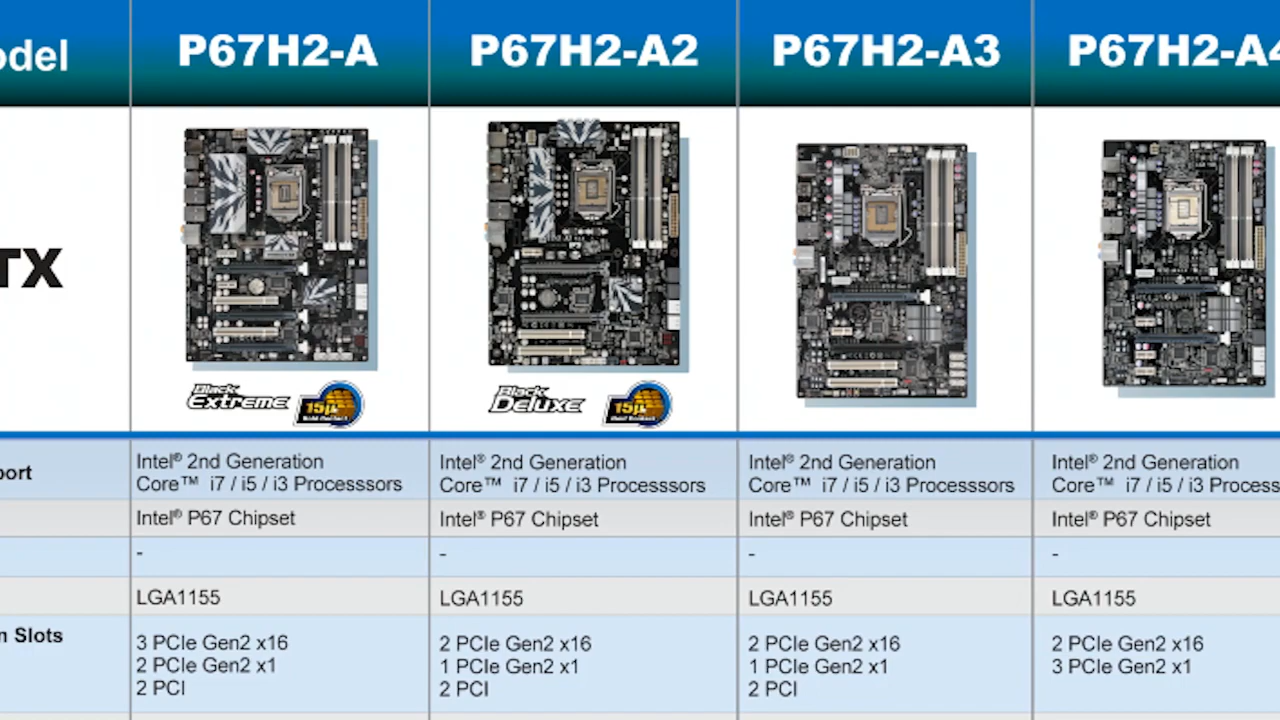 odel
P67H2-A
P67H2-A2
P67H2-A3
P67H2-A4
TX
Black
Extreme
15µ
Black
Deluxe
15µ
port
Intel® 2nd Generation
Core™ i7 / i5 / i3 Processsors
Intel® 2nd Generation
Core™ i7 / i5 / i3 Processsors
Intel® 2nd Generation
Core™ i7 / i5 / i3 Processsors
Intel® 2nd Generation
Core™ i7 / i5 / i3 Process
Intel® P67 Chipset
Intel® P67 Chipset
Intel® P67 Chipset
Intel® P67 Chipset
-
-
-
-
LGA1155
LGA1155
LGA1155
LGA1155
n Slots
3 PCIe Gen2 x16
2 PCIe Gen2 x1
2 PCI
2 PCIe Gen2 x16
1 PCIe Gen2 x1
2 PCI
2 PCIe Gen2 x16
1 PCIe Gen2 x1
2 PCI
2 PCIe Gen2 x16
3 PCIe Gen2 x1